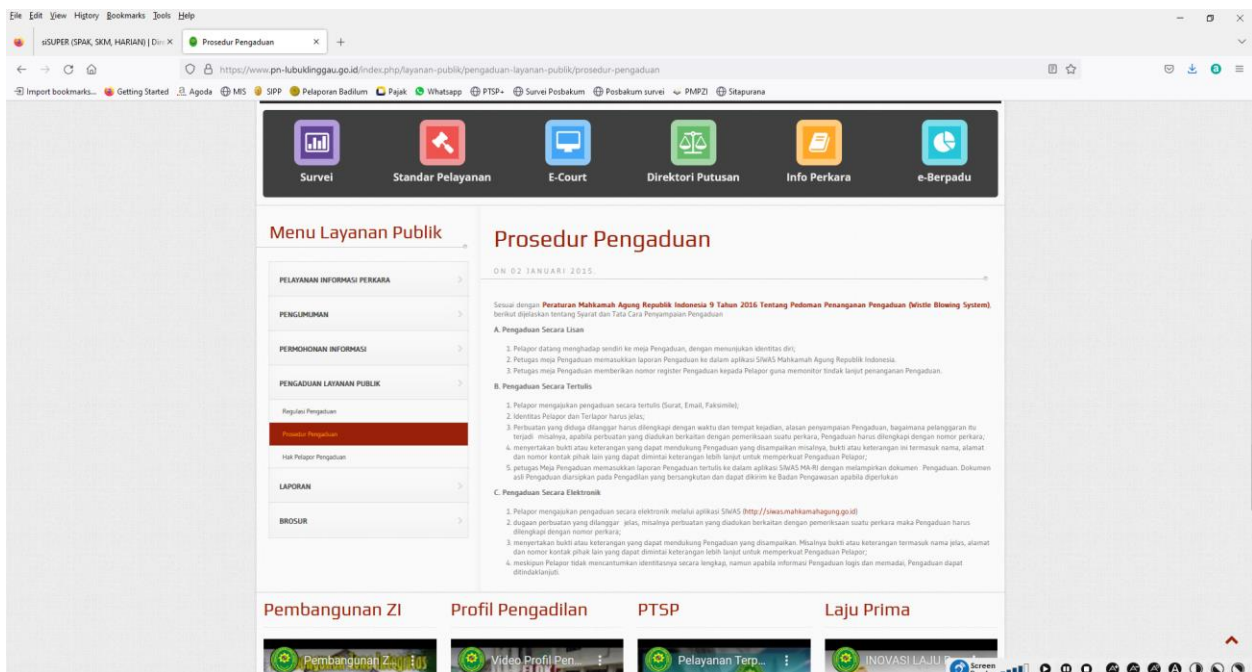 File Edit View History Bookmarks Tools Help
siSUPER (SPAK, SKM, HARIAN) | Dir
Prosedur Pengaduan
https://www.pn-lubuklinggau.go.id/index.php/layanan-publik/pengaduan-layanan-publik/prosedur-pengaduan
Import bookmarks... Getting Started Agoda MIS SIPP Pelaporan Badilum Pajak Whatsapp PTSP+ Survei Posbakum Posbakum survei PMPZI Sitapurana
Survei Standar Pelayanan E-Court Direktori Putusan Info Perkara e-Berpadu
Menu Layanan Publik
PELAYANAN INFORMASI PERKARA
PENGUMUMAN
PERMOHONAN INFORMASI
PENGADUAN LAYANAN PUBLIK
Regulasi Pengaduan
Prosedur Pengaduan
Hak Pelapor Pengaduan
LAPORAN
BROSUR
Prosedur Pengaduan
ON 02 JANUARI 2015.
Sesuai dengan Peraturan Mahkamah Agung Republik Indonesia 9 Tahun 2016 Tentang Pedoman Penanganan Pengaduan (Wistle Blowing System),
berikut dijelaskan tentang Syarat dan Tata Cara Penyampaian Pengaduan
A. Pengaduan Secara Lisan
1. Pelapor datang menghadap sendiri ke meja Pengaduan, dengan menunjukan identitas diri;
2. Petugas meja Pengaduan memasukkan laporan Pengaduan ke dalam aplikasi SIWAS Mahkamah Agung Republik Indonesia.
3. Petugas meja Pengaduan memberikan nomor register Pengaduan kepada Pelapor guna memonitor tindak lanjut penanganan Pengaduan.
B. Pengaduan Secara Tertulis
1. Pelapor mengajukan pengaduan secara tertulis (Surat, Email, Faksimile);
2. Identitas Pelapor dan Terlapor harus jelas;
3. Perbuatan yang diduga dilanggar harus dilengkapi dengan waktu dan tempat kejadian, alasan penyampaian Pengaduan, bagaimana pelanggaran itu
terjadi misalnya, apabila perbuatan yang diadukan berkaitan dengan pemeriksaan suatu perkara, Pengaduan harus dilengkapi dengan nomor perkara;
4. menyertakan bukti atau keterangan yang dapat mendukung Pengaduan yang disampaikan misalnya, bukti atau keterangan ini termasuk nama, alamat
dan nomor kontak pihak lain yang dapat dimintai keterangan lebih lanjut untuk memperkuat Pengaduan Pelapor;
5. petugas Meja Pengaduan memasukkan laporan Pengaduan tertulis ke dalam aplikasi SIWAS MA-RI dengan melampirkan dokumen Pengaduan. Dokumen
asli Pengaduan diarsipkan pada Pengadilan yang bersangkutan dan dapat dikirim ke Badan Pengawasan apabila diperlukan
C. Pengaduan Secara Elektronik
1. Pelapor mengajukan pengaduan secara elektronik melalui aplikasi SIWAS (http://siwas.mahkamahagung.go.id)
2. dugaan perbuatan yang dilanggar jelas, misalnya perbuatan yang diadukan berkaitan dengan pemeriksaan suatu perkara maka Pengaduan harus
dilengkapi dengan nomor perkara;
3. menyertakan bukti atau keterangan yang dapat mendukung Pengaduan yang disampaikan. Misalnya bukti atau keterangan termasuk nama jelas, alamat
dan nomor kontak pihak lain yang dapat dimintai keterangan lebih lanjut untuk memperkuat Pengaduan Pelapor;
4. meskipun Pelapor tidak mencantumkan identitasnya secara lengkap, namun apabila informasi Pengaduan logis dan memadai, Pengaduan dapat
ditindaklanjuti.
Pembangunan ZI Profil Pengadilan PTSP Laju Prima
Pembangunan Z... Video Profil Pen... Pelayanan Terp... INOVASI LAJU
Screen